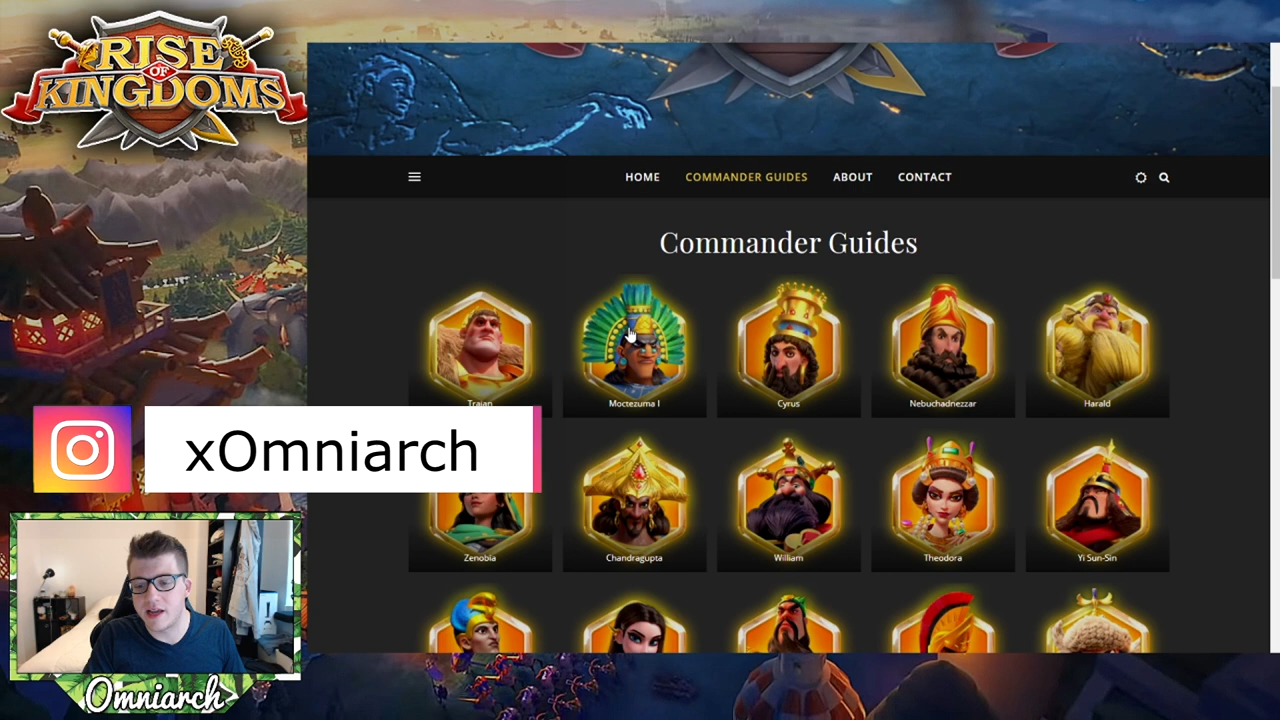 RISE
OF
KINGDOMS
HOME
COMMANDER GUIDES
ABOUT
CONTACT
Commander Guides
Trajan
Moctezuma I
Cyrus
Nebuchadnezzar
Harald
xOmniarch
Zenobia
Chandragupta
William
Theodora
Yi Sun-Sin
Omniarch